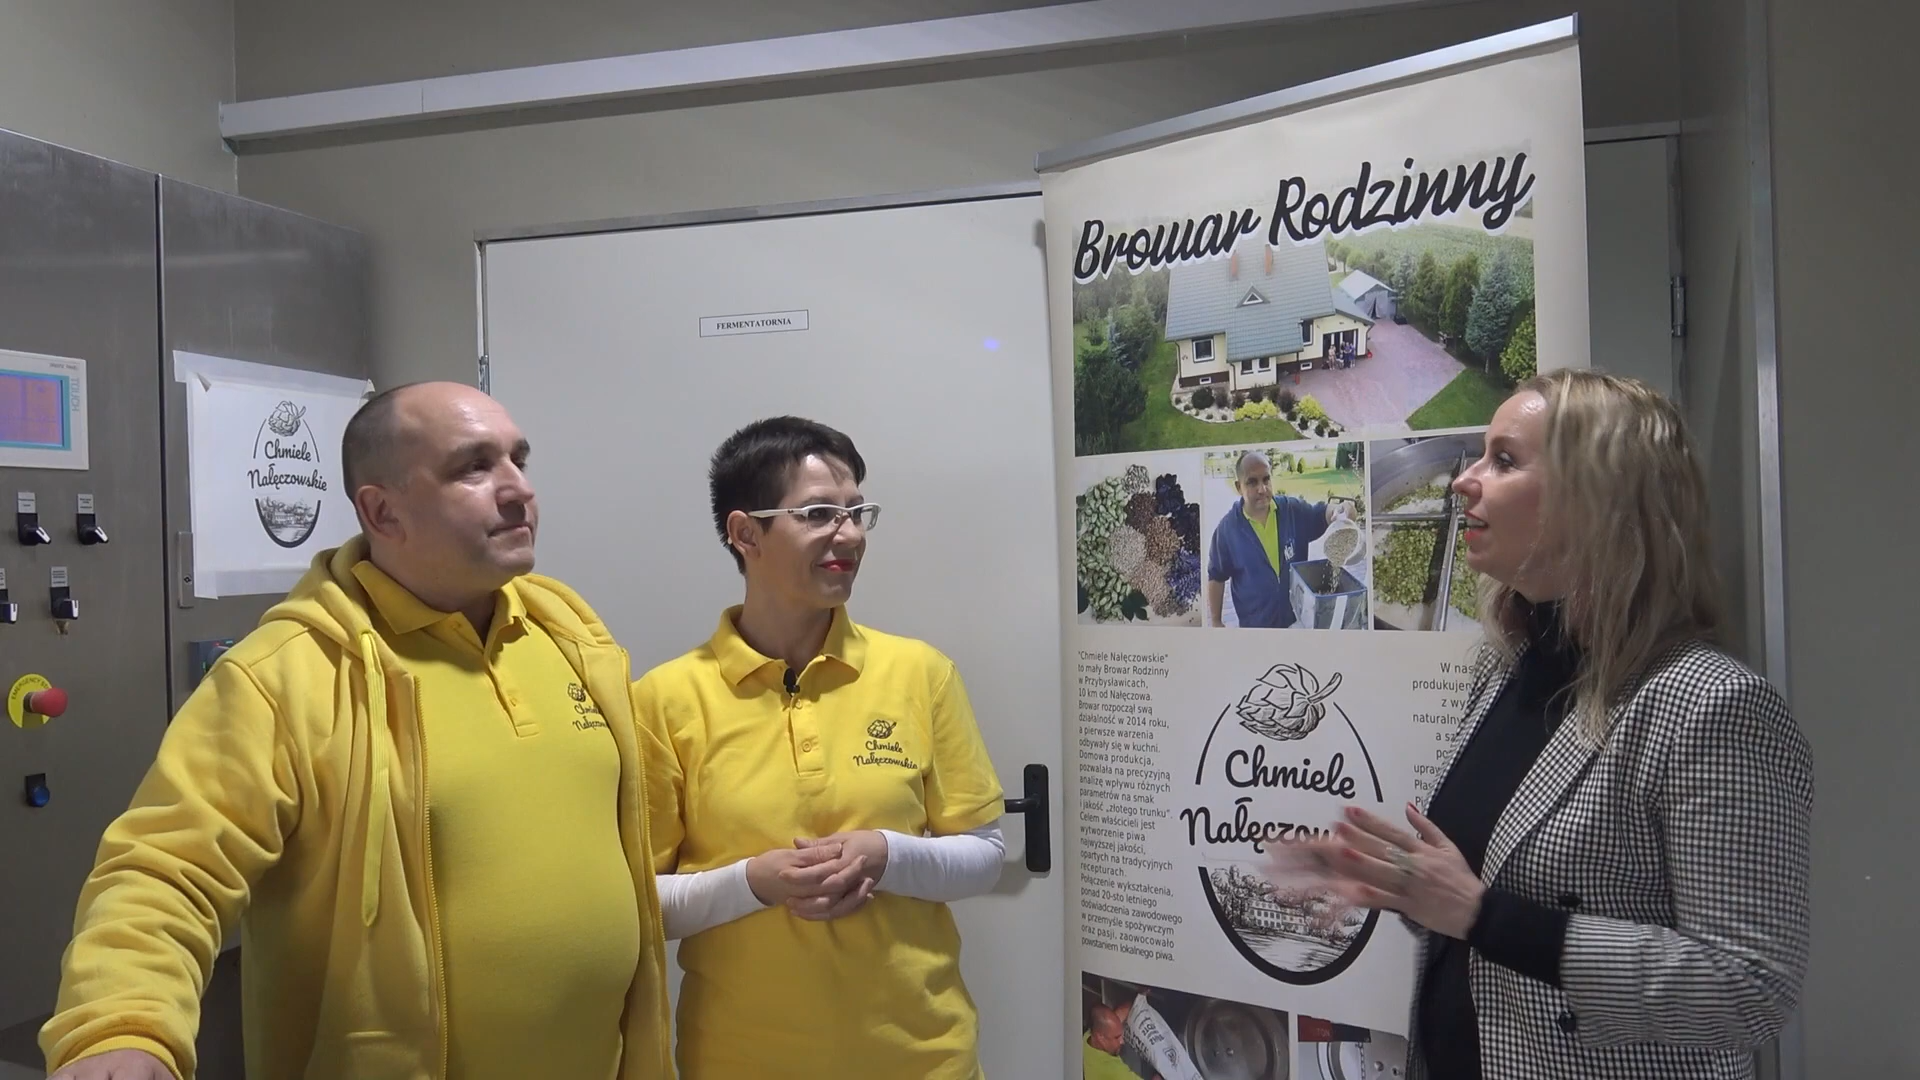 Browar Rodzinny
FERMENTATORNIA
TOUCH
Chmiele
Nałęczowskie
Chmiele
Chmiele
Nałęczowskie
"Chmiele Nałęczowskie"
to mały Browar Rodzinny
w Przybysławicach,
10 km od Nałęczowa.
Browar rozpoczął swą
działalność w 2014 roku,
a pierwsze warzenia
odbywały się w kuchni.
Domowa produkcja,
pozwalała na precyzyjną
analizę wpływu różnych
parametrów na smak
i jakość „złotego trunku".
Celem właścicieli jest
wytworzenie piwa
najwyższej jakości,
opartych na tradycyjnych
recepturach.
Połączenie wykształcenia,
ponad 20-sto letniego
doświadczenia zawodowego
w przemyśle spożywczym
oraz pasji, zaowocowało
powstaniem lokalnego piwa.
Chmiele
W nas
produkujem
z wy
naturalny
a sz
po
upraw